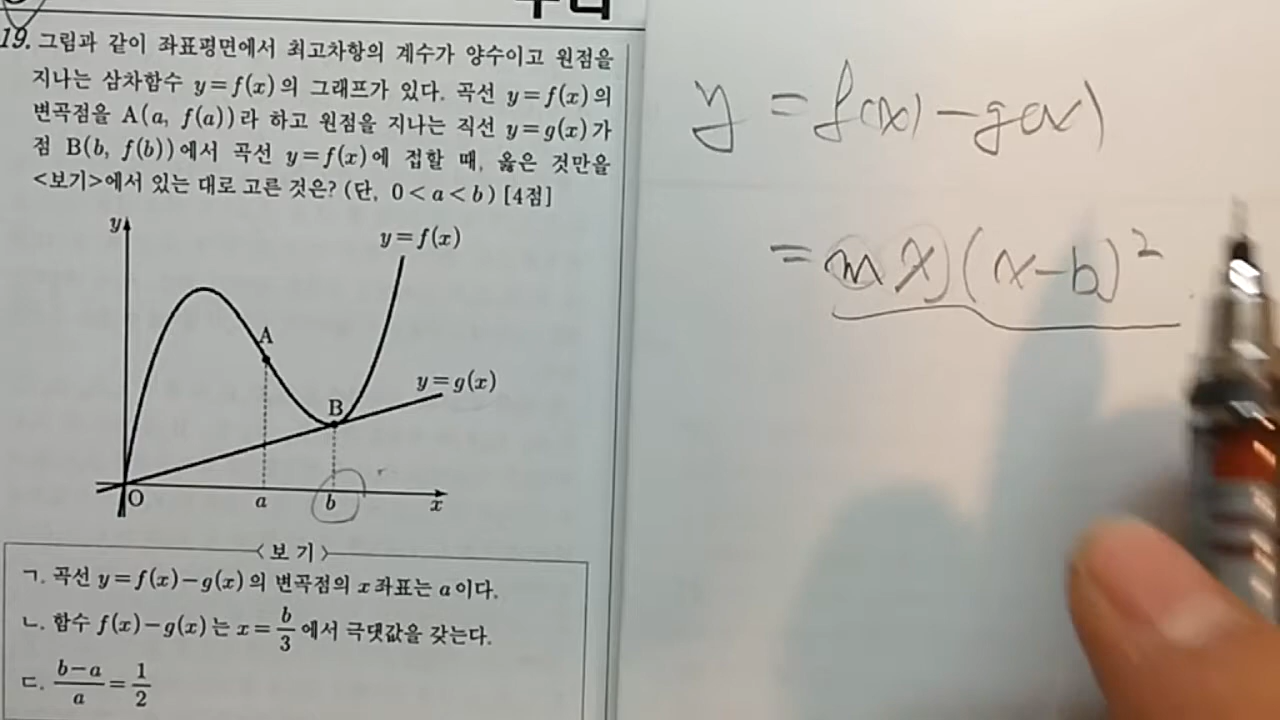 19. 그림과 같이 좌표평면에서 최고차항의 계수가 양수이고 원점을
지나는 삼차함수 y=f(x)의 그래프가 있다. 곡선 y=f(x)의
변곡점을 A(a, f(a))라 하고 원점을 지나는 직선 y=g(x)가
점 B(b, f(b))에서 곡선 y=f(x)에 접할 때, 옳은 것만을
<보기>에서 있는 대로 고른 것은? (단, 0<a<b) [4점]
y
y=f(x)
A
y=g(x)
B
O
a
b
x
<보기>
ㄱ. 곡선 y=f(x)-g(x)의 변곡점의 x좌표는 a이다.
ㄴ. 함수 f(x)-g(x)는 x=b/3에서 극댓값을 갖는다.
ㄷ. (b-a)/a=1/2
y=f(x)-g(x)
=mx(x-b)²